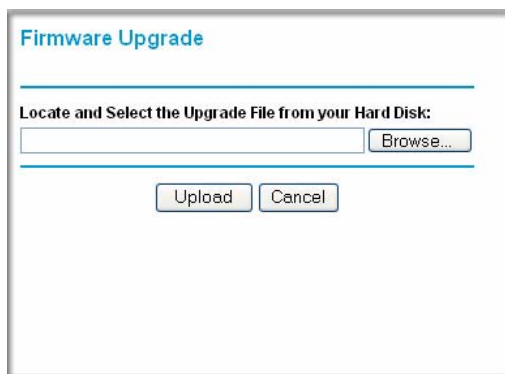 Firmware Upgrade
Locate and Select the Upgrade File from your Hard Disk:
Browse...
Upload Cancel